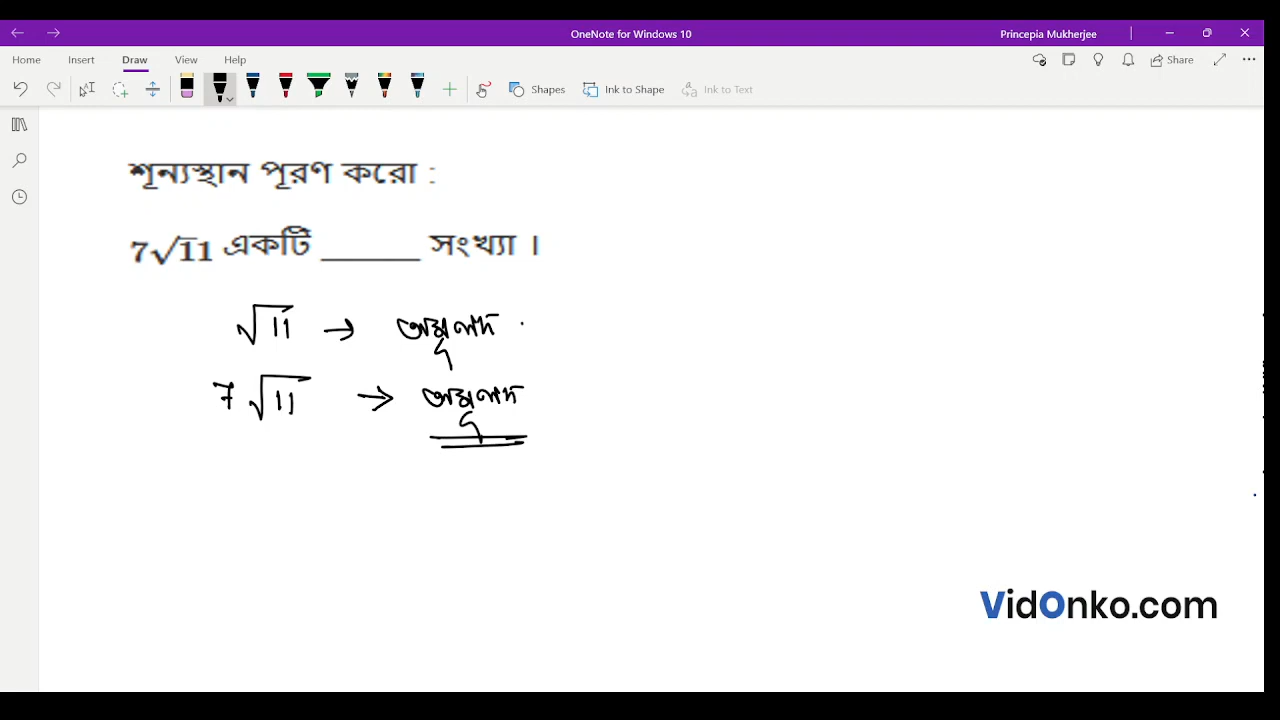 OneNote for Windows 10
Princepia Mukherjee
Home Insert Draw View Help
Share
Shapes Ink to Shape Ink to Text
শূন্যস্থান পূরণ করো :
7√11 একটি ______ সংখ্যা ।
√11 → অমূলদ .
7√11 → অমূলদ
VidOnko.com